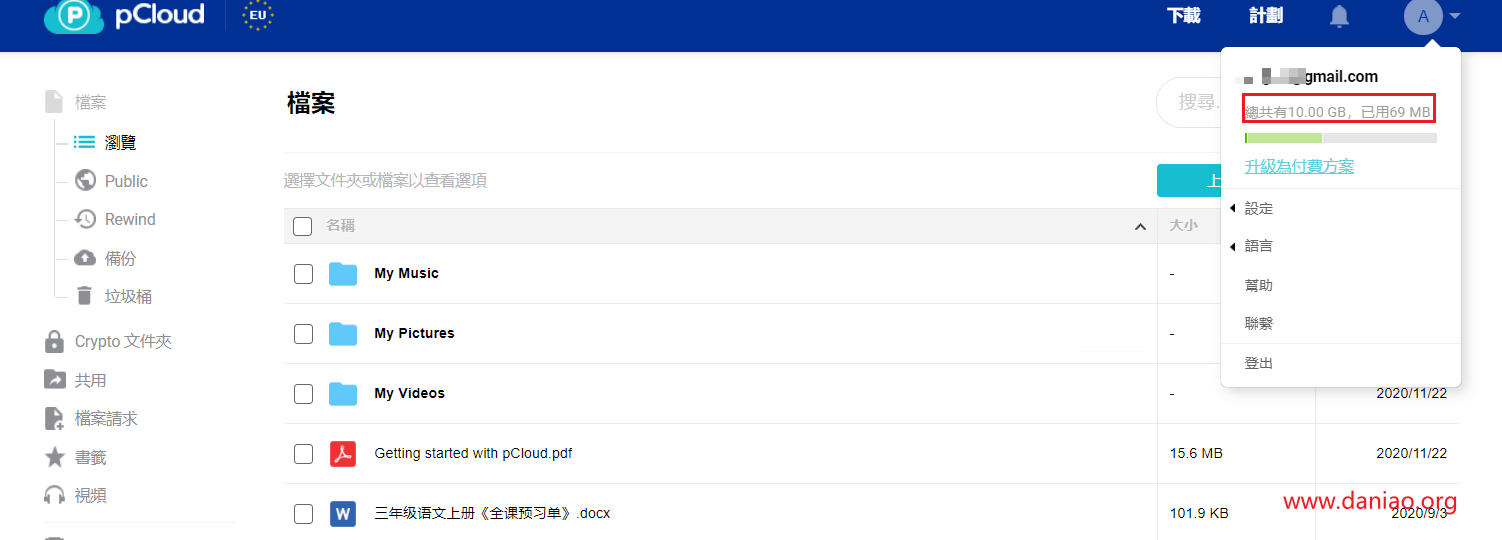 P pCloud EU 下載 計劃 A
@gmail.com
總共有10.00 GB，已用69 MB
升級為付費方案
設定
語言
幫助
聯繫
登出
檔案
瀏覽
Public
Rewind
備份
垃圾桶
Crypto 文件夾
共用
檔案請求
書籤
視頻
檔案
搜尋.
選擇文件夾或檔案以查看選項
上
名稱 大小
My Music -
My Pictures -
My Videos - 2020/11/22
Getting started with pCloud.pdf 15.6 MB 2020/11/22
W 三年级语文上册《全课预习单》.docx 101.9 KB 2020/9/3
www.daniao.org